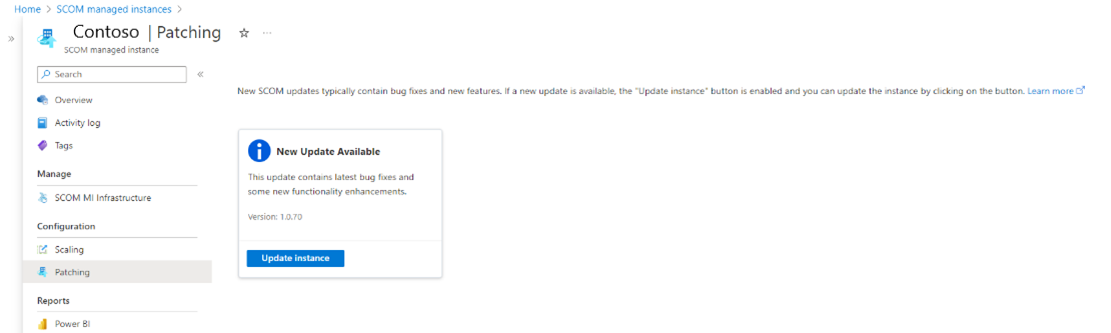 Home > SCOM managed instances >
Contoso | Patching
SCOM managed instance
Search
Overview
Activity log
Tags
Manage
SCOM MI Infrastructure
Configuration
Scaling
Patching
Reports
Power BI
New SCOM updates typically contain bug fixes and new features. If a new update is available, the "Update instance" button is enabled and you can update the instance by clicking on the button. Learn more
New Update Available
This update contains latest bug fixes and
some new functionality enhancements.
Version: 1.0.70
Update instance